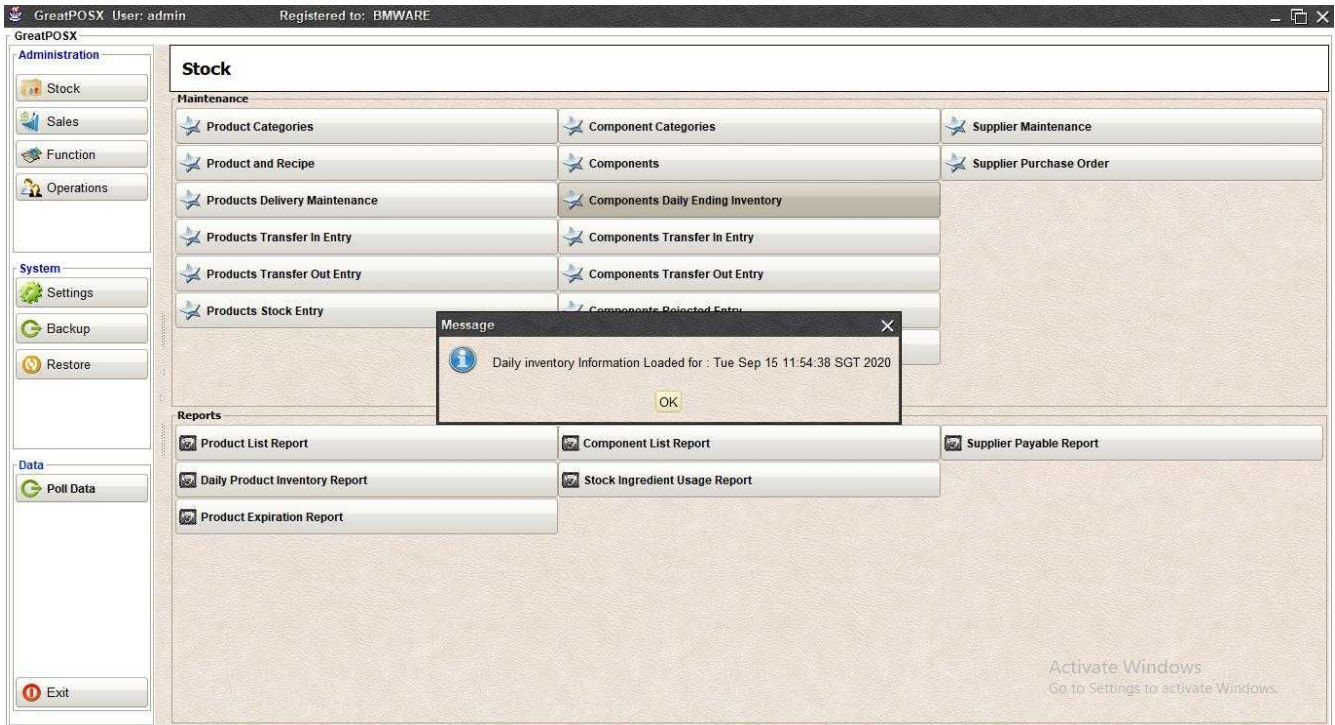 GreatPOSX User: admin Registered to: BMWARE
GreatPOSX
Administration
Stock
Sales
Function
Operations
System
Settings
Backup
Restore
Data
Poll Data
Exit
Stock
Maintenance
Product Categories
Component Categories
Supplier Maintenance
Product and Recipe
Components
Supplier Purchase Order
Products Delivery Maintenance
Components Daily Ending Inventory
Products Transfer In Entry
Components Transfer In Entry
Products Transfer Out Entry
Components Transfer Out Entry
Products Stock Entry
Components Rejected Entry
Message
Daily inventory Information Loaded for : Tue Sep 15 11:54:38 SGT 2020
OK
Reports
Product List Report
Component List Report
Supplier Payable Report
Daily Product Inventory Report
Stock Ingredient Usage Report
Product Expiration Report
Activate Windows
Go to Settings to activate Windows.